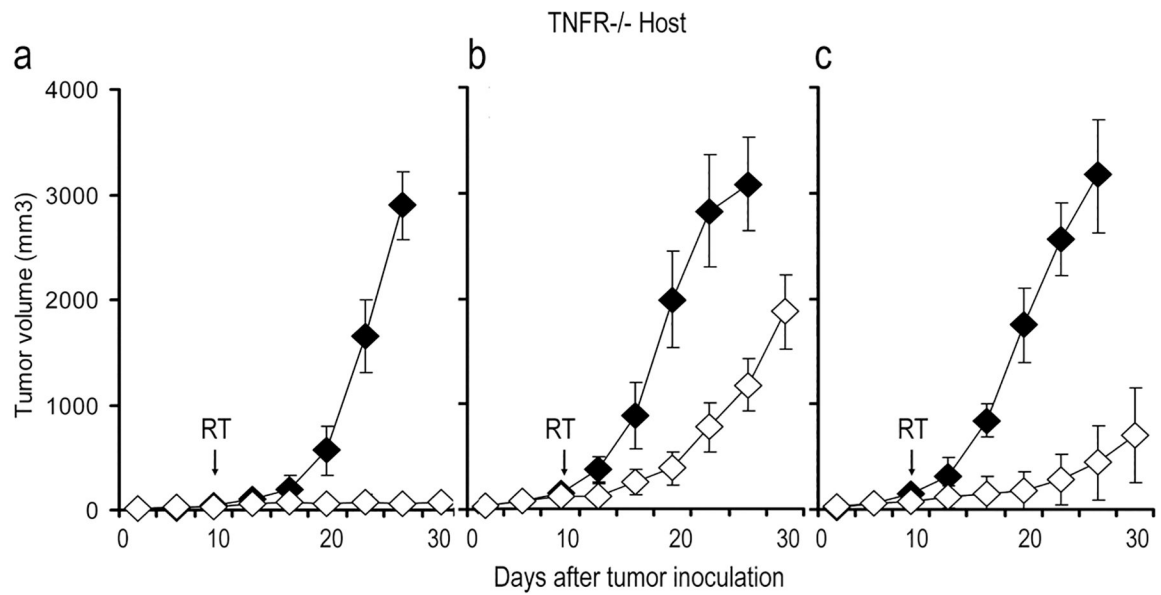 TNFR-/- Host
a
b
c
Tumor volume (mm3)
4000
3000
2000
1000
0
RT
RT
RT
0 10 20 30
0 10 20 30
0 10 20 30
Days after tumor inoculation